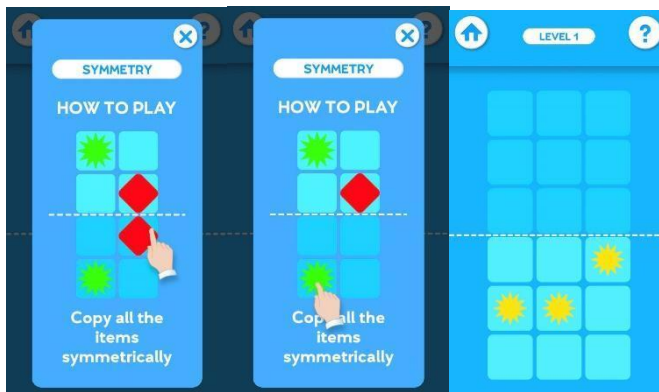 SYMMETRY
HOW TO PLAY
Copy all the
items
symmetrically
SYMMETRY
HOW TO PLAY
Copy all the
items
symmetrically
LEVEL 1
?